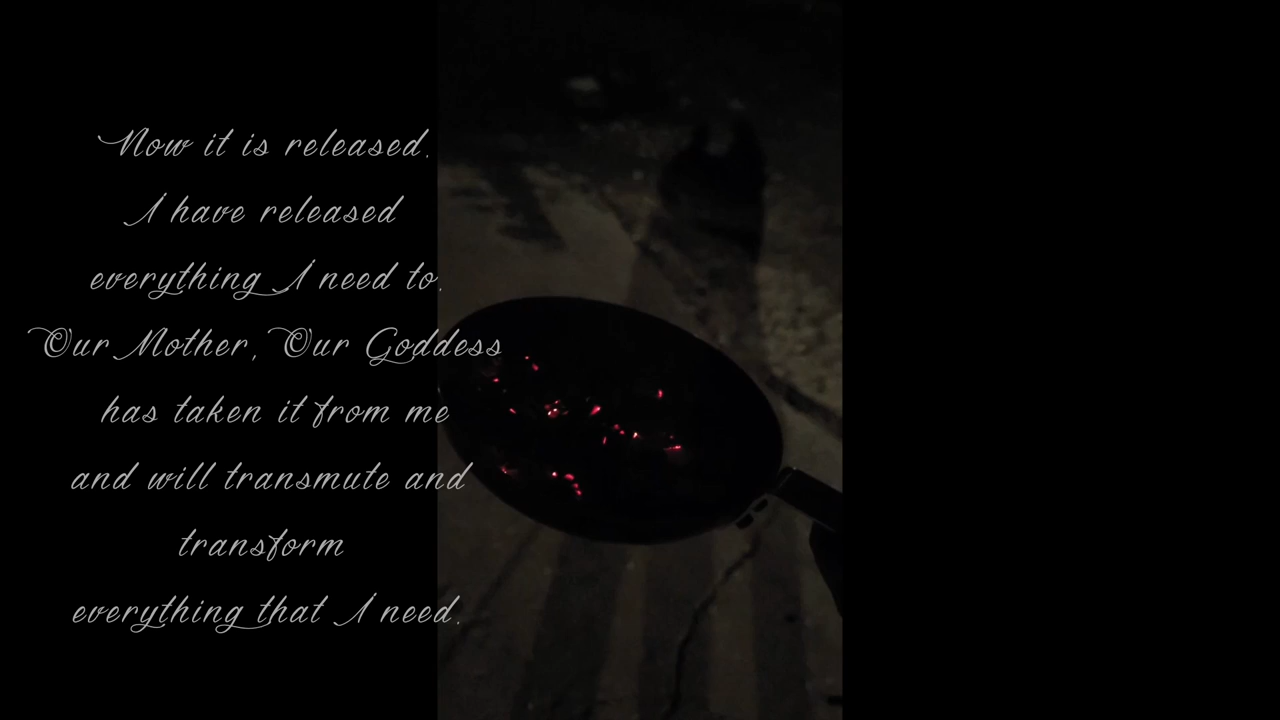 Now it is released.
I have released
everything I need to.
Our Mother, Our Goddess
has taken it from me
and will transmute and
transform
everything that I need.